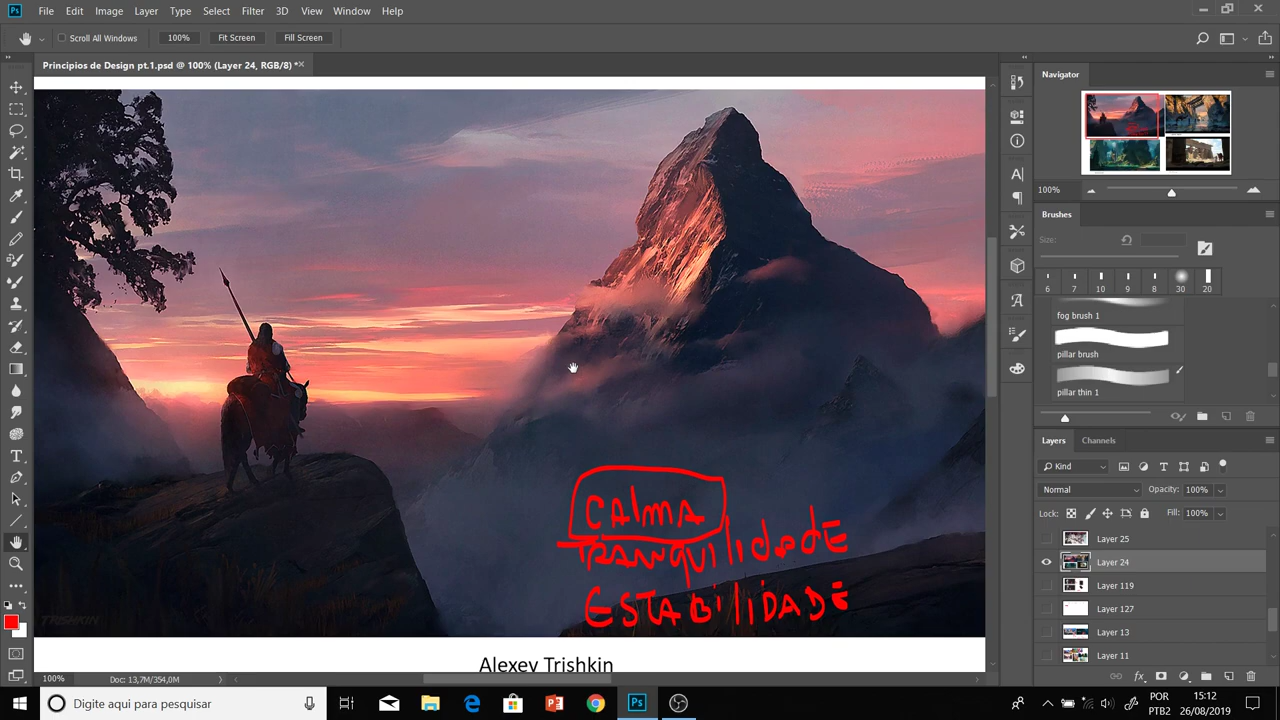 File Edit Image Layer Type Select Filter 3D View Window Help
Scroll All Windows 100% Fit Screen Fill Screen
Principios de Design pt.1.psd @ 100% (Layer 24, RGB/8) *
Navigator
100%
Brushes
Size:
6 7 10 9 8 30 20
fog brush 1
pillar brush
pillar thin 1
Layers Channels
Kind
Normal Opacity: 100%
Lock: Fill: 100%
Layer 25
Layer 24
Layer 119
Layer 127
Layer 13
Layer 11
CAlmA
TRANquilidadE
ESTABilIDADE
TRISHKIN
Alexey Trishkin
100% Doc: 13,7M/354,0M
Digite aqui para pesquisar
POR
PTB2
15:12
26/08/2019